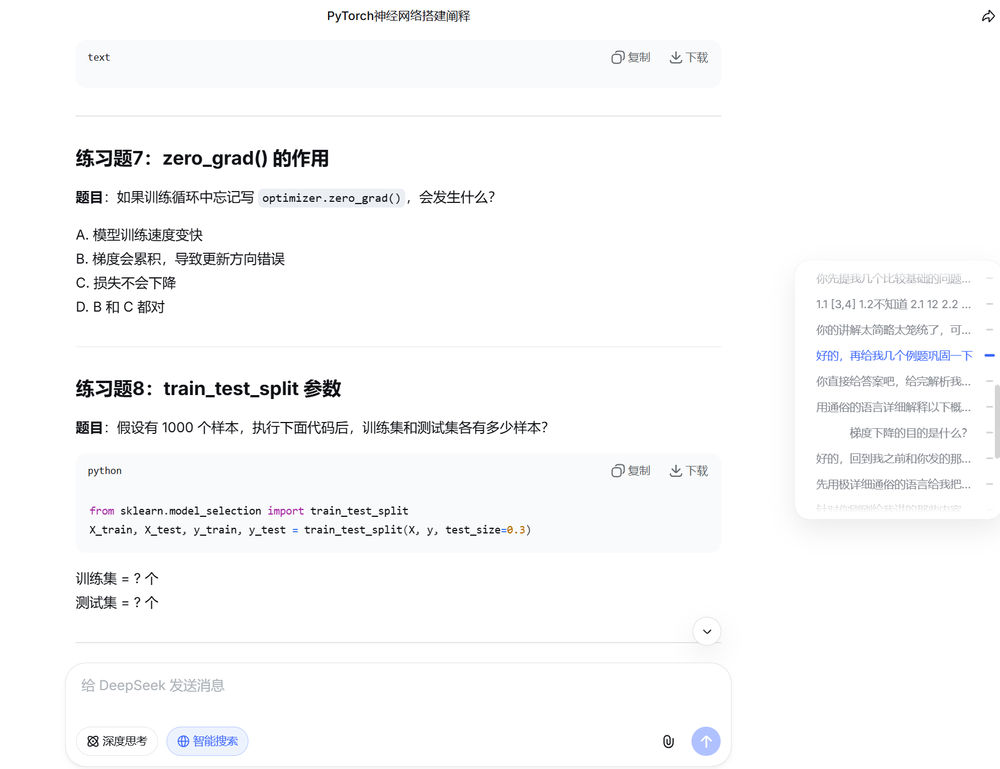 PyTorch神经网络搭建阐释
text
复制 下载
练习题7：zero_grad() 的作用
题目：如果训练循环中忘记写 optimizer.zero_grad()，会发生什么？
A. 模型训练速度变快
B. 梯度会累积，导致更新方向错误
C. 损失不会下降
D. B 和 C 都对
练习题8：train_test_split 参数
题目：假设有 1000 个样本，执行下面代码后，训练集和测试集各有多少样本？
python
复制 下载
from sklearn.model_selection import train_test_split
X_train, X_test, y_train, y_test = train_test_split(X, y, test_size=0.3)
训练集 = ? 个
测试集 = ? 个
给 DeepSeek 发送消息
深度思考
智能搜索
你先提我几个比较基础的问题...
1.1 [3,4] 1.2不知道 2.1 12 2.2 ...
你的讲解太简略太笼统了，可...
好的，再给我几个例题巩固一下
你直接给答案吧，给完解析我...
用通俗的语言详细解释以下概...
梯度下降的目的是什么?
好的，回到我之前和你发的那...
先用极详细通俗的语言给我把...
针对你刚刚给我讲的那些内容